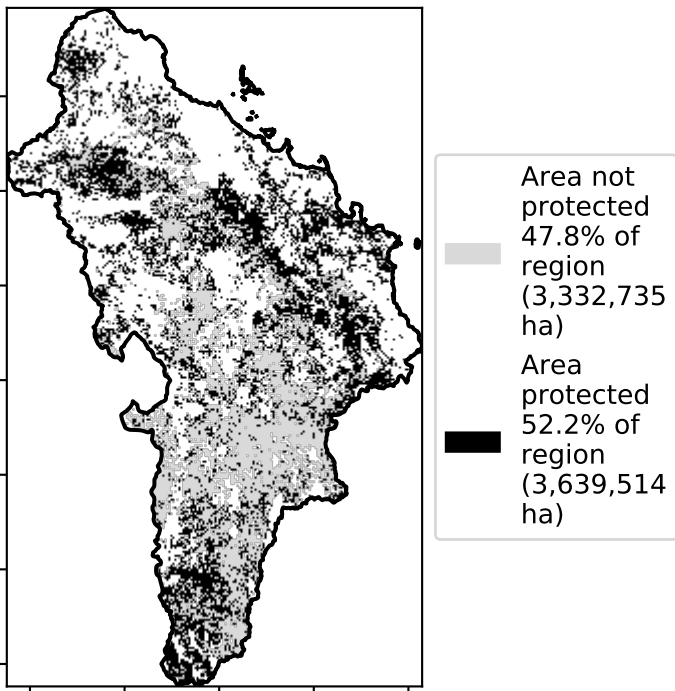 Area not
protected
47.8% of
region
(3,332,735
ha)
Area
protected
52.2% of
region
(3,639,514
ha)